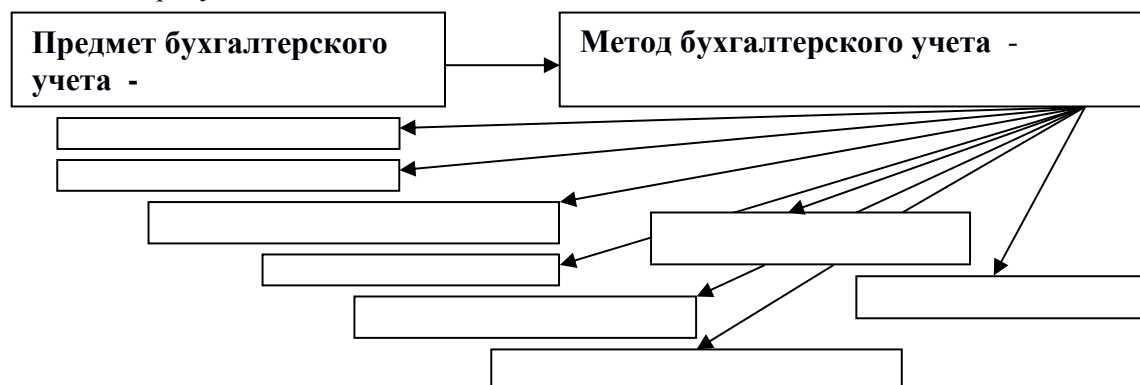 Предмет бухгалтерского
учета -
Метод бухгалтерского учета -